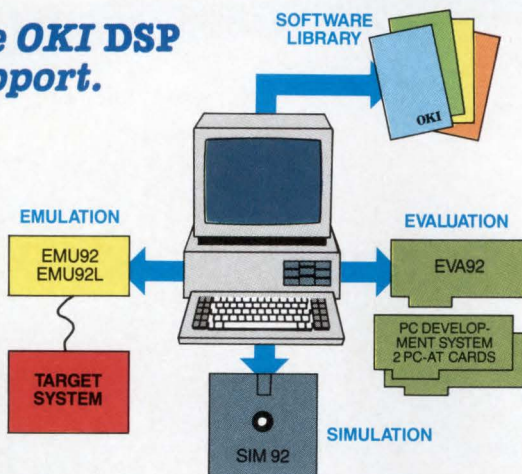 OKI DSP
SOFTWARE
LIBRARY
OKI
EMULATION
EMU92
EMU92L
TARGET
SYSTEM
EVALUATION
EVA92
PC DEVELOP-
MENT SYSTEM
2 PC-AT CARDS
SIM 92
SIMULATION